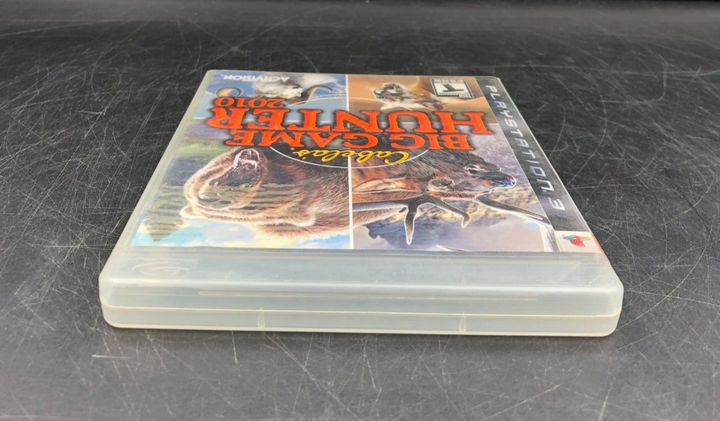 PLAYSTATION 3
Cabela's
BIG GAME
HUNTER
2010
T
ACTIVISION